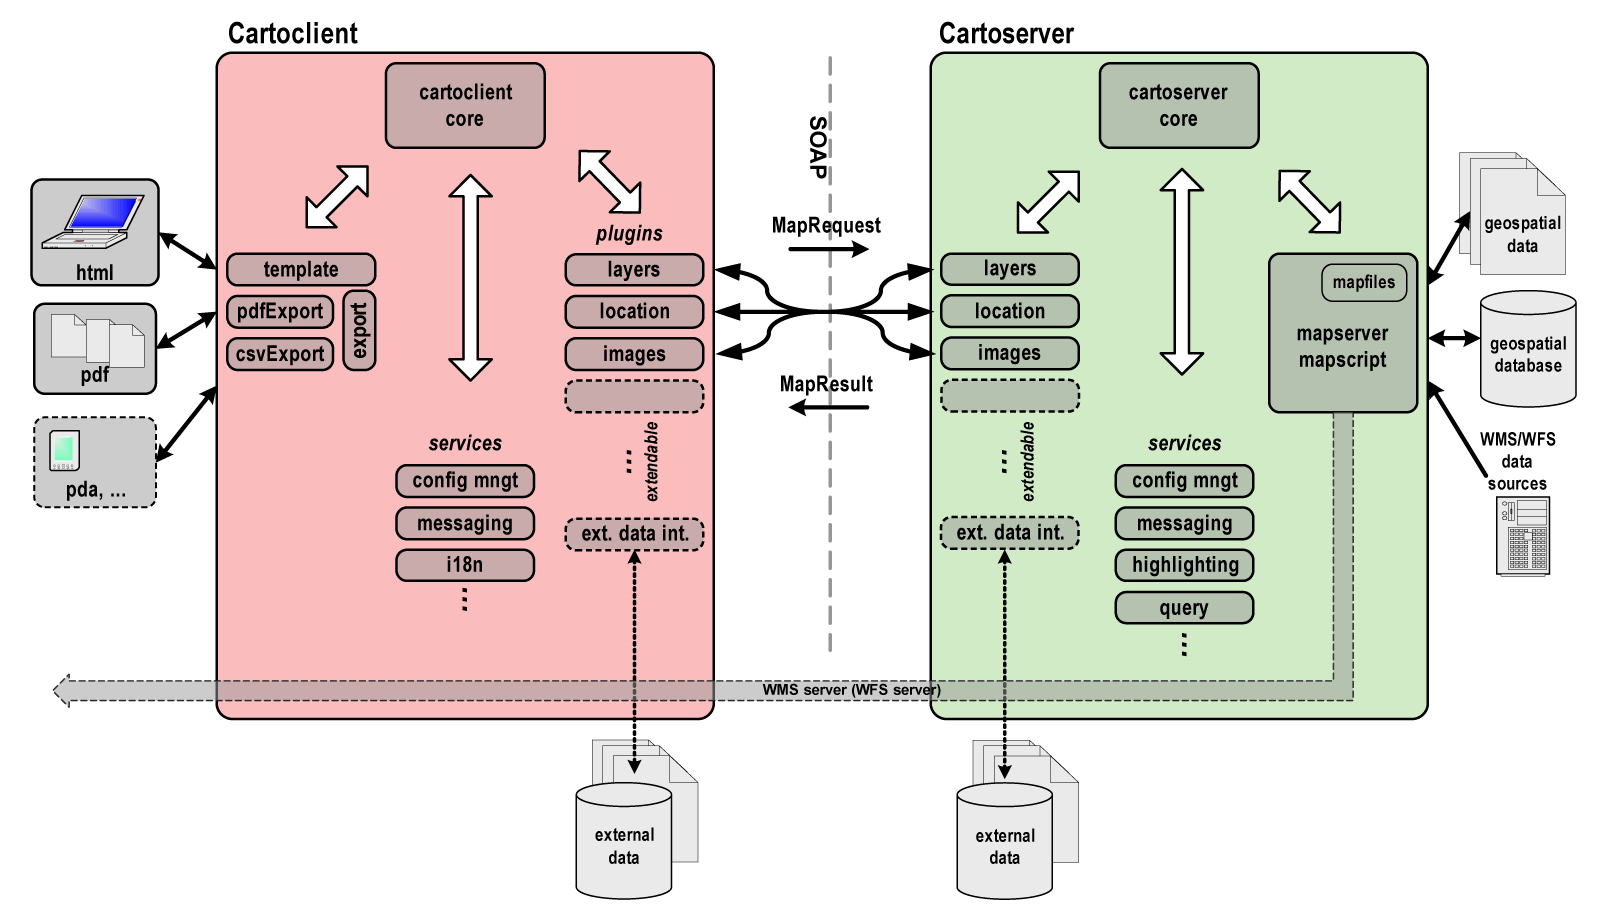 Cartoclient
Cartoserver
cartoclient
core
cartoserver
core
SOAP
html
pdf
pda, ...
template
pdfExport
csvExport
export
plugins
layers
location
images
...
extendable
ext. data int.
services
config mngt
messaging
i18n
...
MapRequest
MapResult
layers
location
images
...
extendable
ext. data int.
services
config mngt
messaging
highlighting
query
...
mapfiles
mapserver
mapscript
geospatial
data
geospatial
database
WMS/WFS
data
sources
WMS server (WFS server)
external
data
external
data